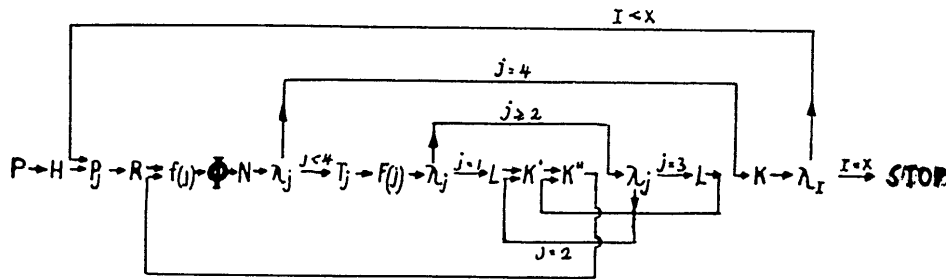 I < X
j = 4
j ≥ 2
P → H → Pj → R → f(j) → Φ → N → λj j<4 → Tj → F(j) → λj j=1 → L → K' → K'' λj j=3 → L K → λI I=X → STOP
j = 2